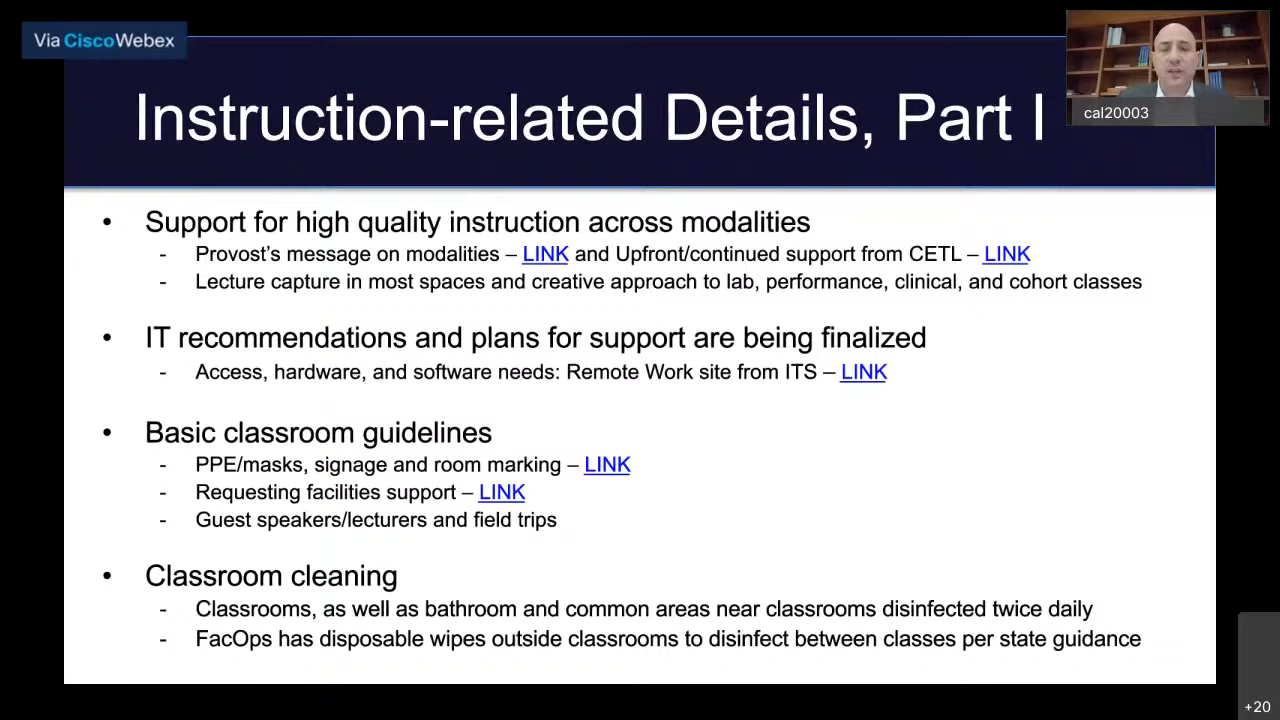 Via CiscoWebex
Instruction-related Details, Part I
cal20003
• Support for high quality instruction across modalities
- Provost's message on modalities – LINK and Upfront/continued support from CETL – LINK
- Lecture capture in most spaces and creative approach to lab, performance, clinical, and cohort classes
• IT recommendations and plans for support are being finalized
- Access, hardware, and software needs: Remote Work site from ITS – LINK
• Basic classroom guidelines
- PPE/masks, signage and room marking – LINK
- Requesting facilities support – LINK
- Guest speakers/lecturers and field trips
• Classroom cleaning
- Classrooms, as well as bathroom and common areas near classrooms disinfected twice daily
- FacOps has disposable wipes outside classrooms to disinfect between classes per state guidance
+20